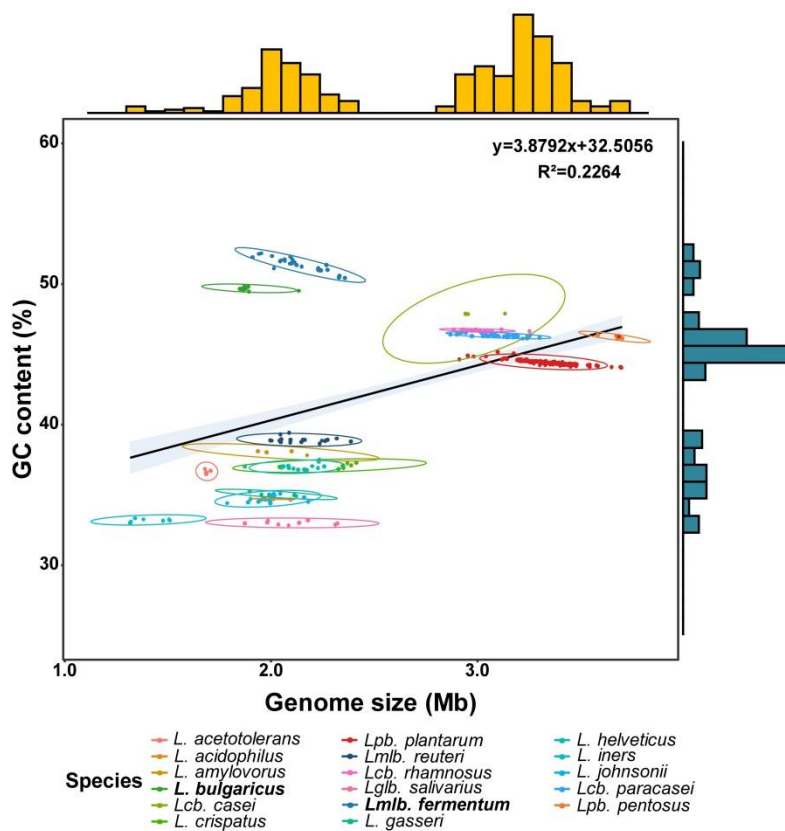 y=3.8792x+32.5056
R²=0.2264
60
50
40
30
GC content (%)
1.0
2.0
3.0
Genome size (Mb)
Species
L. acetotolerans
L. acidophilus
L. amylovorus
L. bulgaricus
Lcb. casei
L. crispatus
Lpb. plantarum
Lmlb. reuteri
Lcb. rhamnosus
Lglb. salivarius
Lmlb. fermentum
L. gasseri
L. helveticus
L. iners
L. johnsonii
Lcb. paracasei
Lpb. pentosus